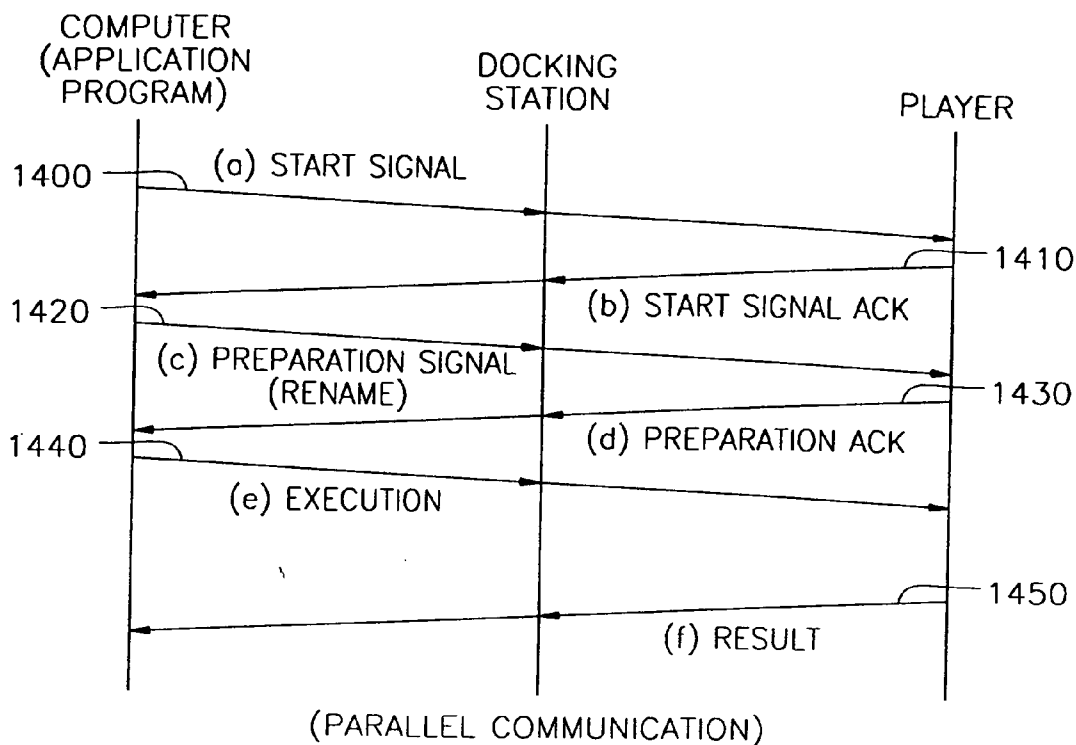 COMPUTER
(APPLICATION
PROGRAM)
DOCKING
STATION
PLAYER
1400
(a) START SIGNAL
1410
(b) START SIGNAL ACK
1420
(c) PREPARATION SIGNAL
(RENAME)
1430
(d) PREPARATION ACK
1440
(e) EXECUTION
1450
(f) RESULT
(PARALLEL COMMUNICATION)